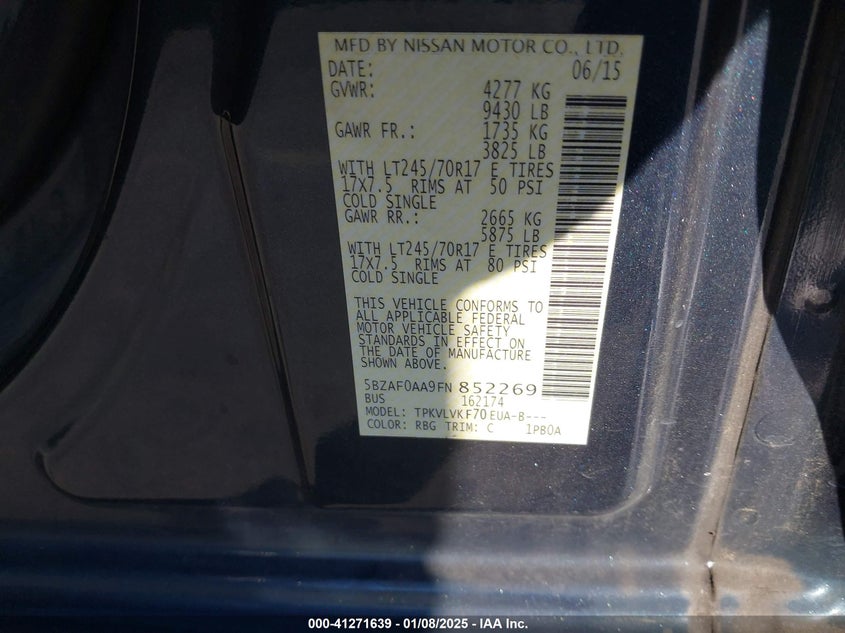 MFD BY NISSAN MOTOR CO., LTD.
DATE: 06/15
GVWR: 4277 KG
9430 LB
GAWR FR.: 1735 KG
3825 LB
WITH LT245/70R17 E TIRES
17X7.5 RIMS AT 50 PSI
COLD SINGLE
GAWR RR.: 2665 KG
5875 LB
WITH LT245/70R17 E TIRES
17X7.5 RIMS AT 80 PSI
COLD SINGLE
THIS VEHICLE CONFORMS TO
ALL APPLICABLE FEDERAL
MOTOR VEHICLE SAFETY
STANDARDS IN EFFECT ON
THE DATE OF MANUFACTURE
SHOWN ABOVE.
5BZAF0AA9FN 852269
BUS 162174
MODEL: TPKVLVKF70EUA-B---
COLOR: RBG TRIM: C 1PB0A
000-41271639 - 01/08/2025 - IAA Inc.